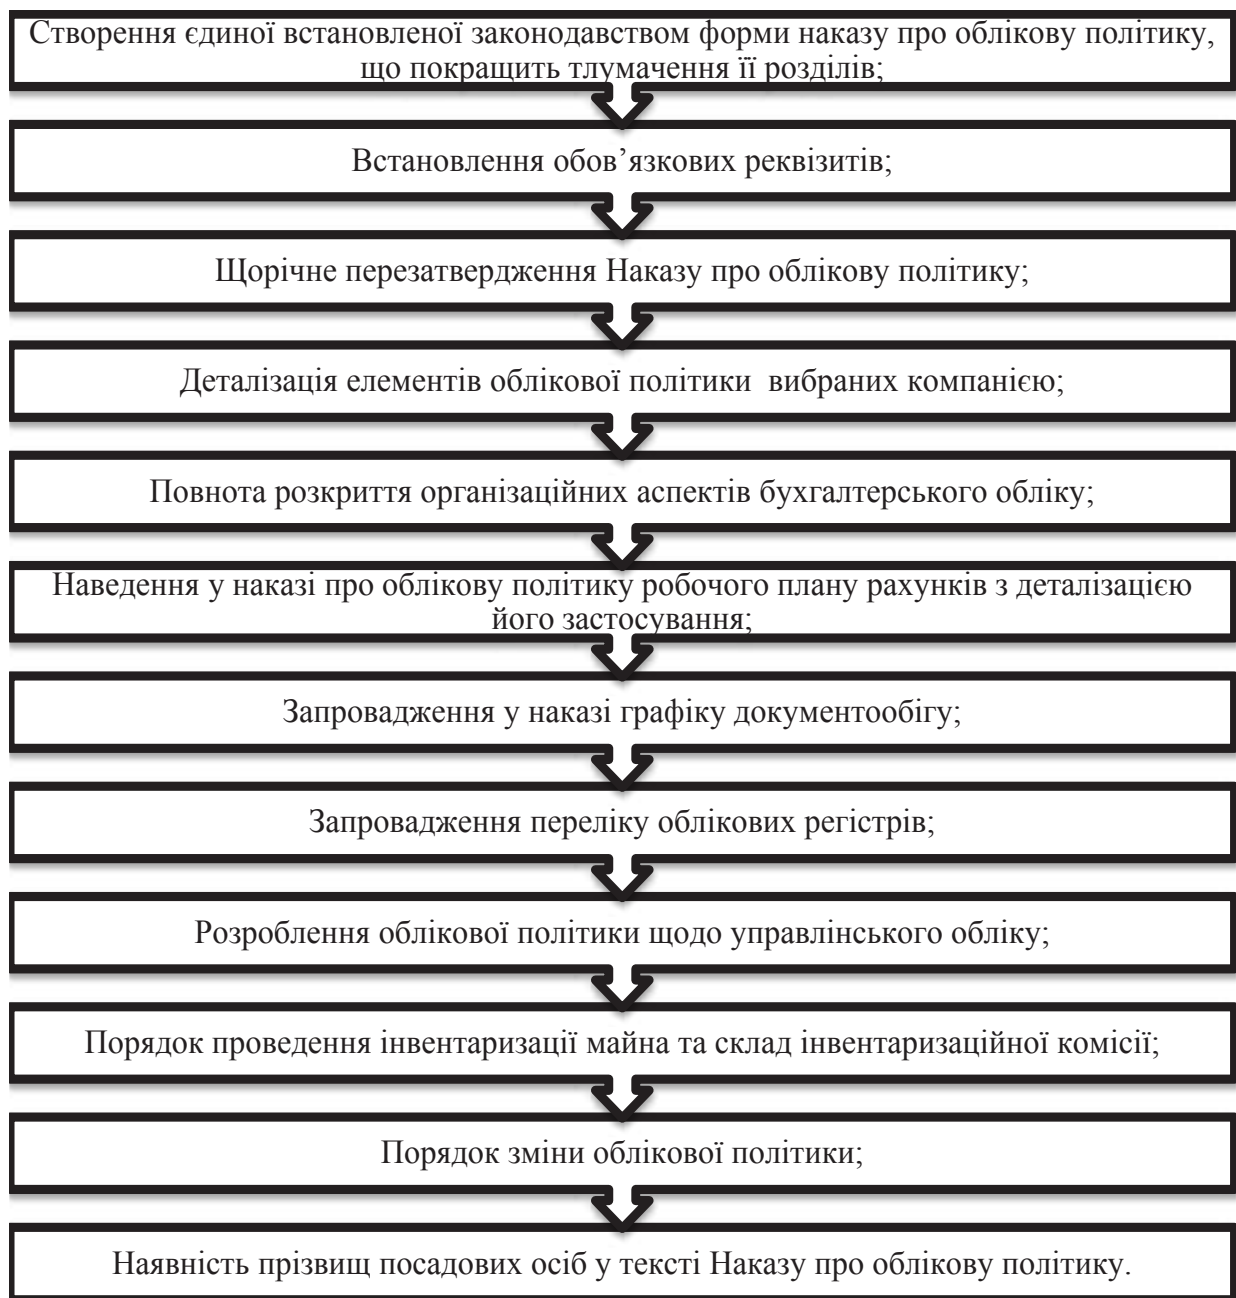 Створення єдиної встановленої законодавством форми наказу про облікову політику,
що покращить тлумачення її розділів;
Встановлення обов’язкових реквізитів;
Щорічне перезатвердження Наказу про облікову політику;
Деталізація елементів облікової політики  вибраних компанією;
Повнота розкриття організаційних аспектів бухгалтерського обліку;
Наведення у наказі про облікову політику робочого плану рахунків з деталізацією
його застосування;
Запровадження у наказі графіку документообігу;
Запровадження переліку облікових регістрів;
Розроблення облікової політики щодо управлінського обліку;
Порядок проведення інвентаризації майна та склад інвентаризаційної комісії;
Порядок зміни облікової політики;
Наявність прізвищ посадових осіб у тексті Наказу про облікову політику.